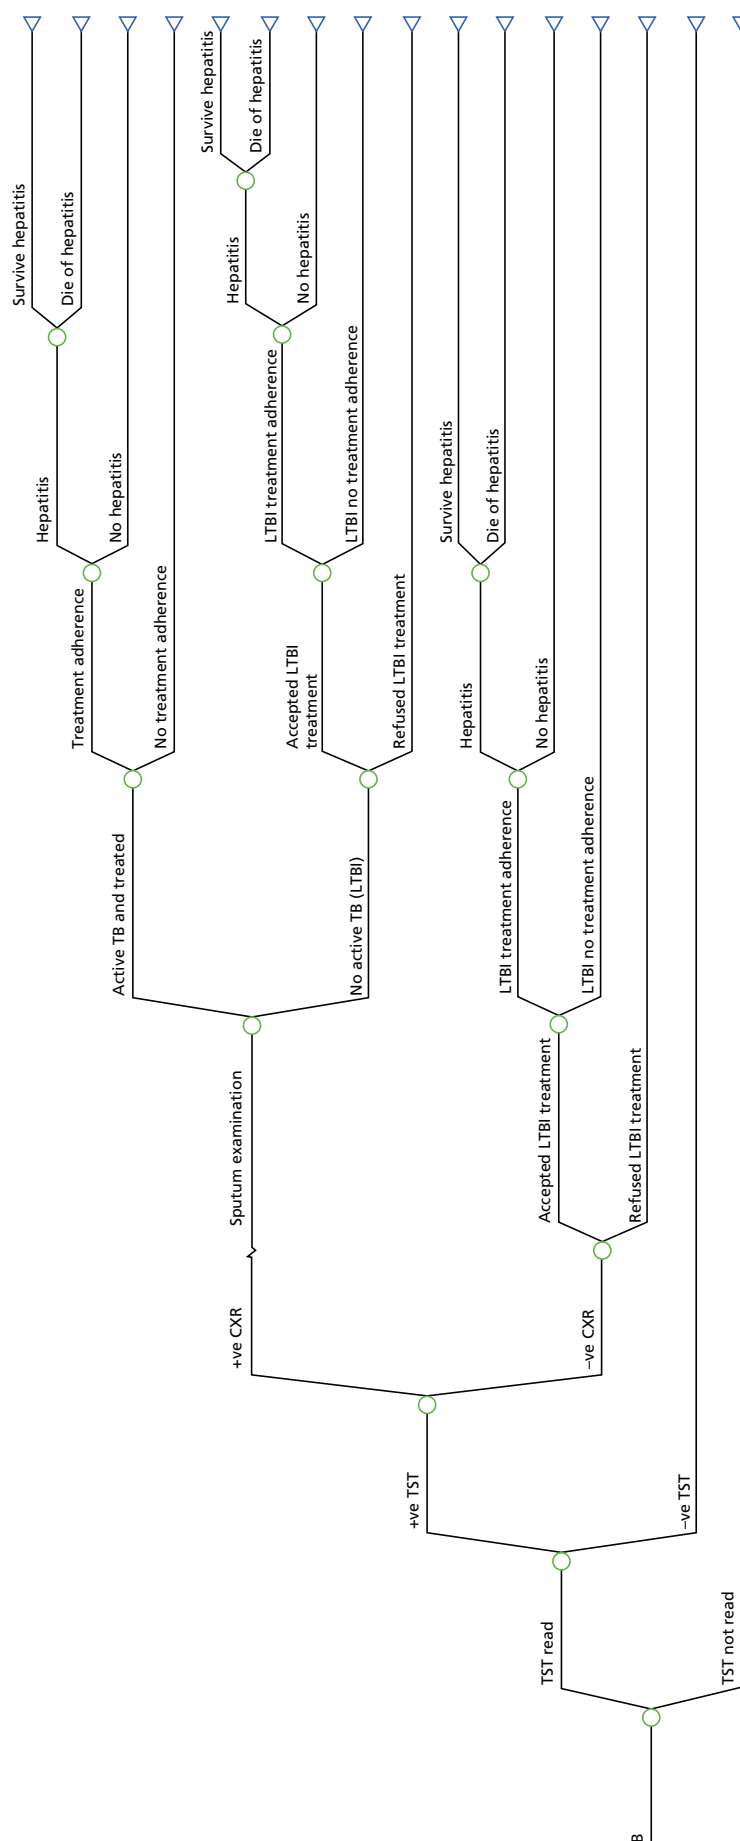 Survive hepatitis
Die of hepatitis
Hepatitis
No hepatitis
Treatment adherence
No treatment adherence
Active TB and treated
Survive hepatitis
Die of hepatitis
Hepatitis
No hepatitis
LTBI treatment adherence
LTBI no treatment adherence
Accepted LTBI
treatment
Refused LTBI treatment
No active TB (LTBI)
Sputum examination
+ve CXR
Survive hepatitis
Die of hepatitis
Hepatitis
No hepatitis
LTBI treatment adherence
LTBI no treatment adherence
Accepted LTBI treatment
Refused LTBI treatment
–ve CXR
+ve TST
–ve TST
TST read
TST not read
B